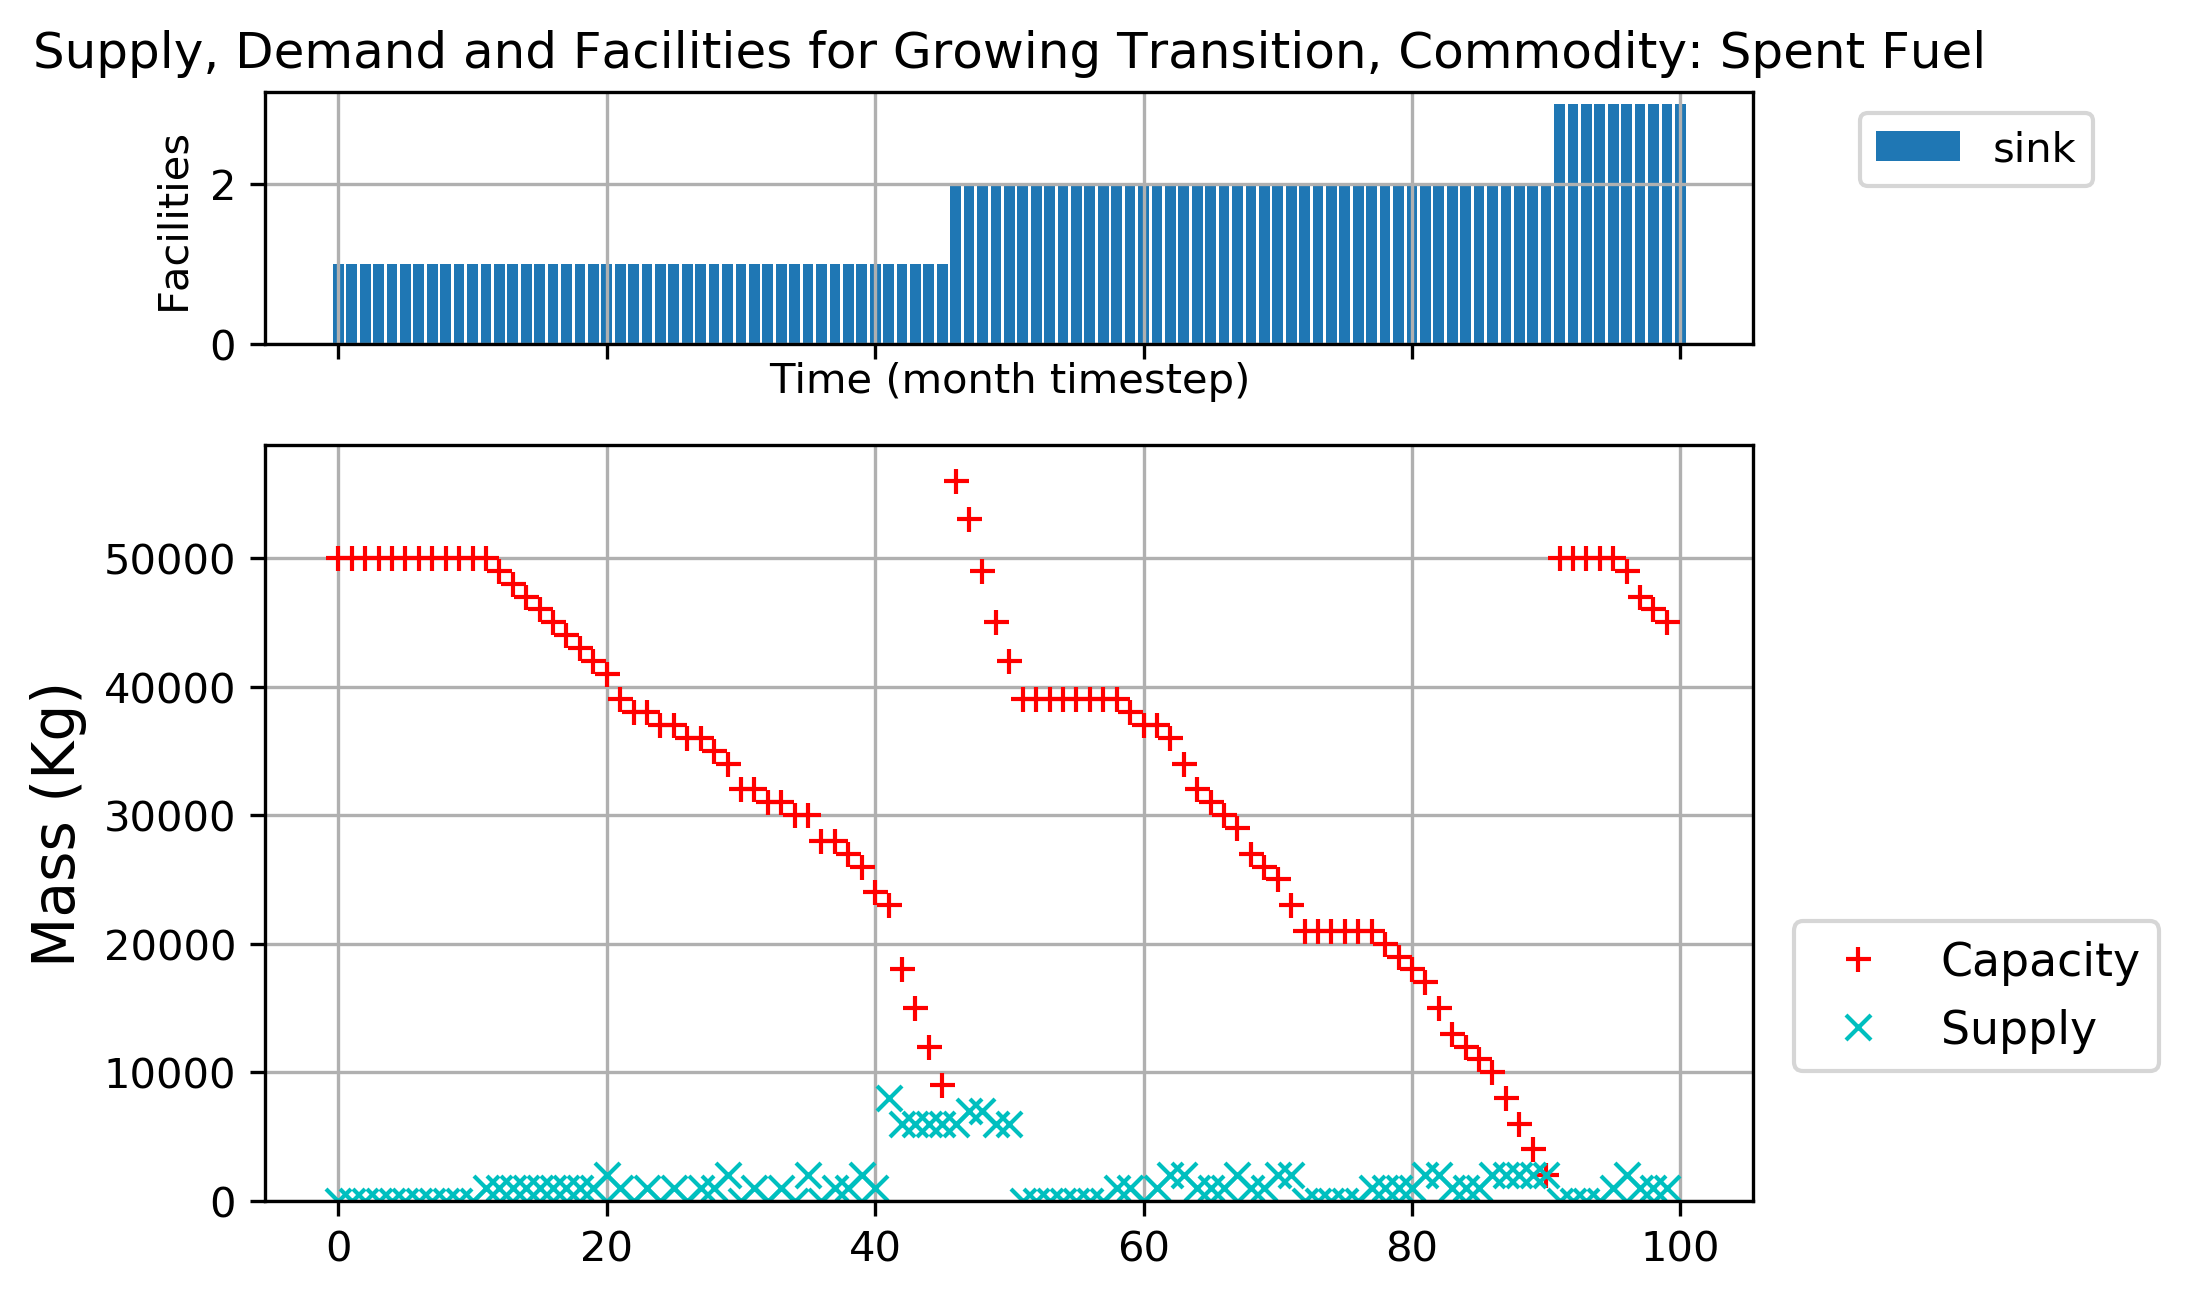 Supply, Demand and Facilities for Growing Transition, Commodity: Spent Fuel
Facilities
2
0
sink
Time (month timestep)
Mass (Kg)
50000
40000
30000
20000
10000
0
0 20 40 60 80 100
Capacity
Supply